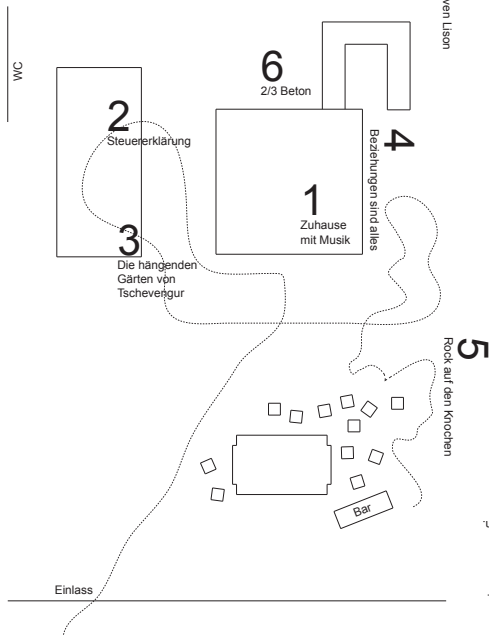 ven Lison
WC
6
2/3 Beton
2
Steuererklärung
4
Beziehungen sind alles
1
Zuhause
mit Musik
3
Die hängenden
Gärten von
Tschevengur
5
Rock auf den Knochen
Bar
Einlass